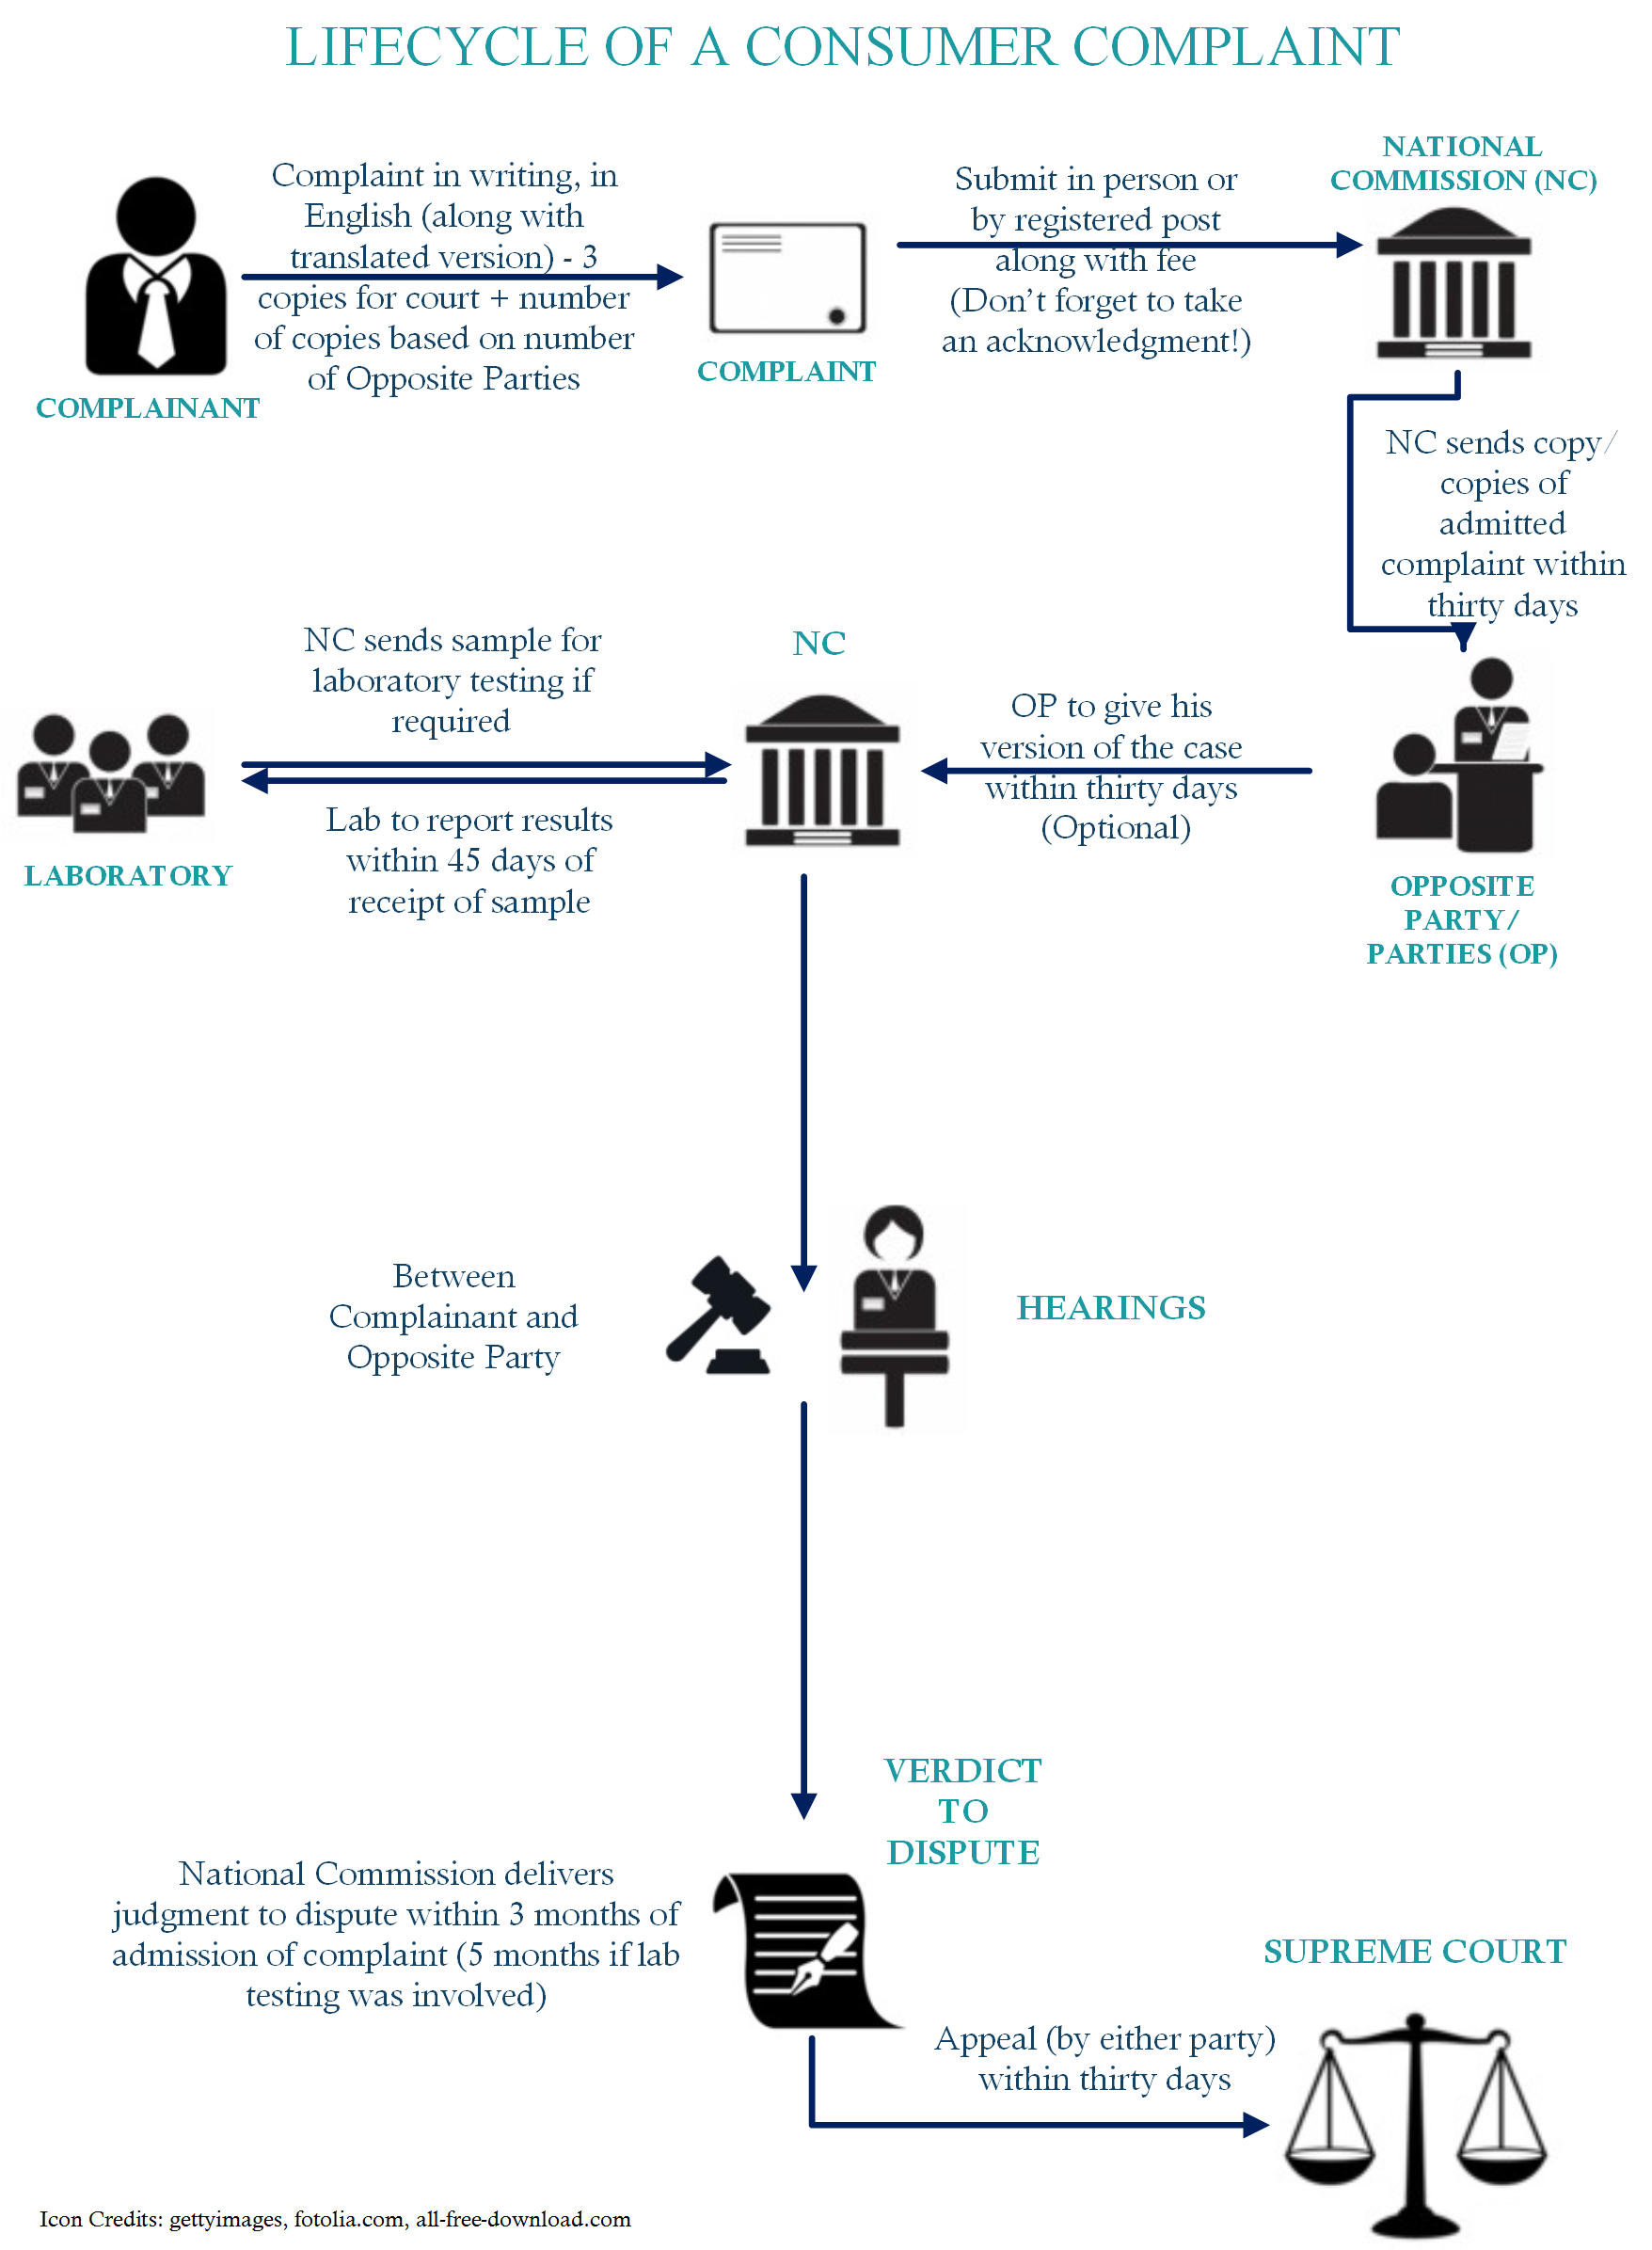 LIFECYCLE OF A CONSUMER COMPLAINT
COMPLAINANT
Complaint in writing, in
English (along with
translated version) - 3
copies for court + number
of copies based on number
of Opposite Parties
COMPLAINT
Submit in person or
by registered post
along with fee
(Don't forget to take
an acknowledgment!)
NATIONAL
COMMISSION (NC)
NC sends copy/
copies of
admitted
complaint within
thirty days
OPPOSITE
PARTY/
PARTIES (OP)
OP to give his
version of the case
within thirty days
(Optional)
NC
NC sends sample for
laboratory testing if
required
Lab to report results
within 45 days of
receipt of sample
LABORATORY
Between
Complainant and
Opposite Party
HEARINGS
VERDICT
TO
DISPUTE
National Commission delivers
judgment to dispute within 3 months of
admission of complaint (5 months if lab
testing was involved)
Appeal (by either party)
within thirty days
SUPREME COURT
Icon Credits: gettyimages, fotolia.com, all-free-download.com